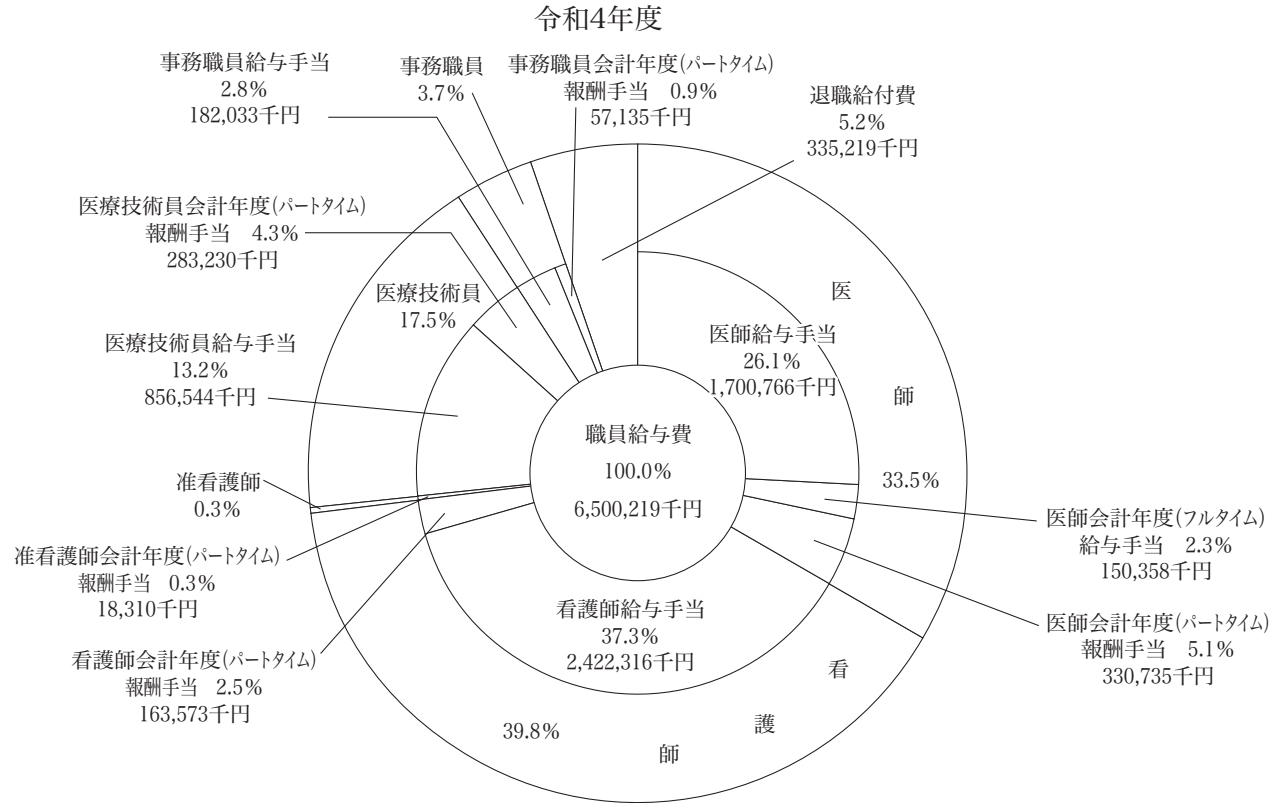 令和4年度
事務職員給与手当
2.8%
182,033千円
事務職員
3.7%
事務職員会計年度(パートタイム)
報酬手当　0.9%
57,135千円
退職給付費
5.2%
335,219千円
医療技術員会計年度(パートタイム)
報酬手当　4.3%
283,230千円
医療技術員
17.5%
医療技術員給与手当
13.2%
856,544千円
医師給与手当
26.1%
1,700,766千円
医
師
33.5%
職員給与費
100.0%
6,500,219千円
准看護師
0.3%
准看護師会計年度(パートタイム)
報酬手当　0.3%
18,310千円
看護師会計年度(パートタイム)
報酬手当　2.5%
163,573千円
医師会計年度(フルタイム)
給与手当　2.3%
150,358千円
医師会計年度(パートタイム)
報酬手当　5.1%
330,735千円
看護師給与手当
37.3%
2,422,316千円
看
護
師
39.8%